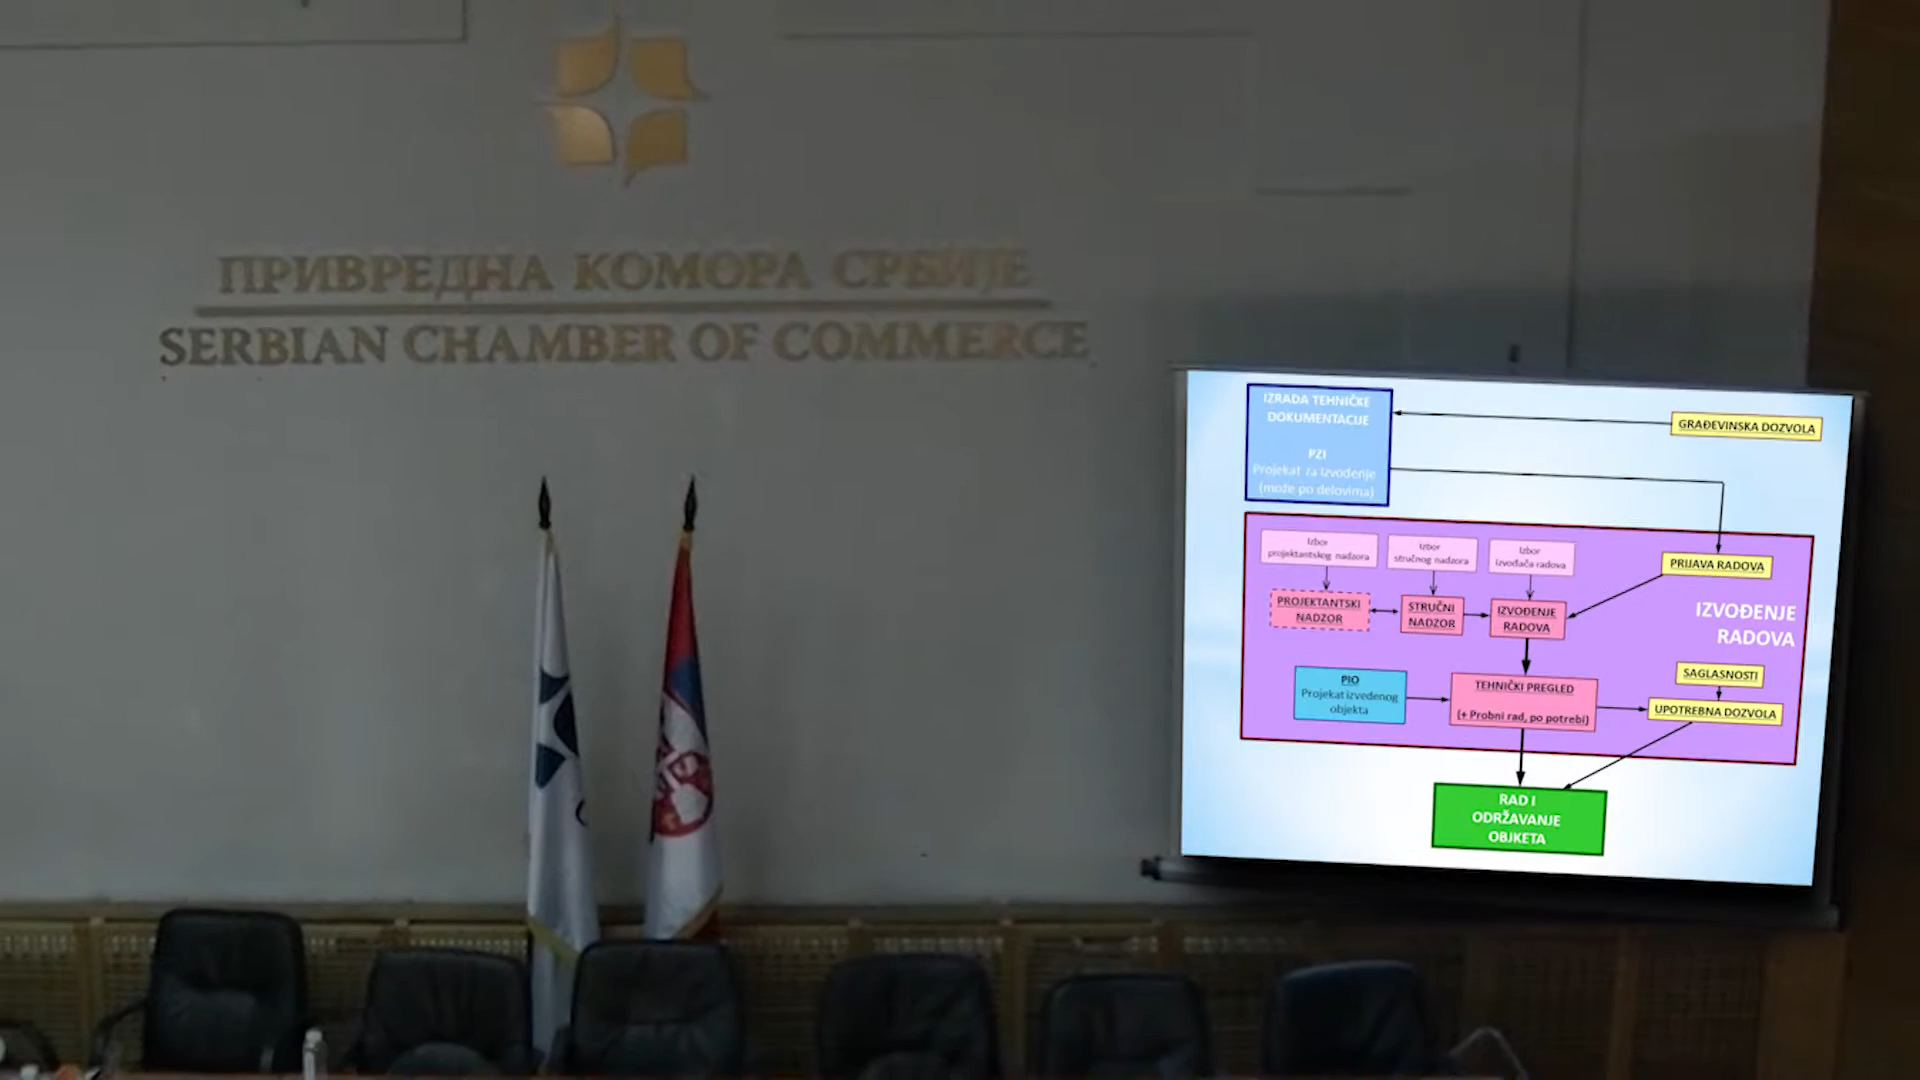 ПРИВРЕДНА КОМОРА СРБИЈЕ
SERBIAN CHAMBER OF COMMERCE
IZRADA TEHNIČKE
DOKUMENTACIJE
PZI
Projekat za izvođenje
(može po delovima)
GRAĐEVINSKA DOZVOLA
Izbor
projektantskog nadzora
Izbor
stručnog nadzora
Izbor
izvođača radova
PRIJAVA RADOVA
PROJEKTANTSKI
NADZOR
STRUČNI
NADZOR
IZVOĐENJE
RADOVA
IZVOĐENJE
RADOVA
PIO
Projekat izvedenog
objekta
TEHNIČKI PREGLED
(+ Probni rad, po potrebi)
SAGLASNOSTI
UPOTREBNA DOZVOLA
RAD I
ODRŽAVANJE
OBJKETA